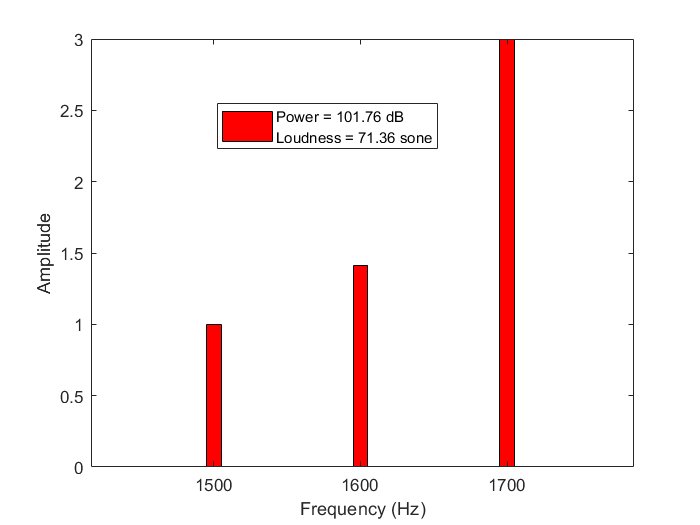 3
2.5
2
1.5
1
0.5
0
Amplitude
Power = 101.76 dB
Loudness = 71.36 sone
1500 1600 1700
Frequency (Hz)